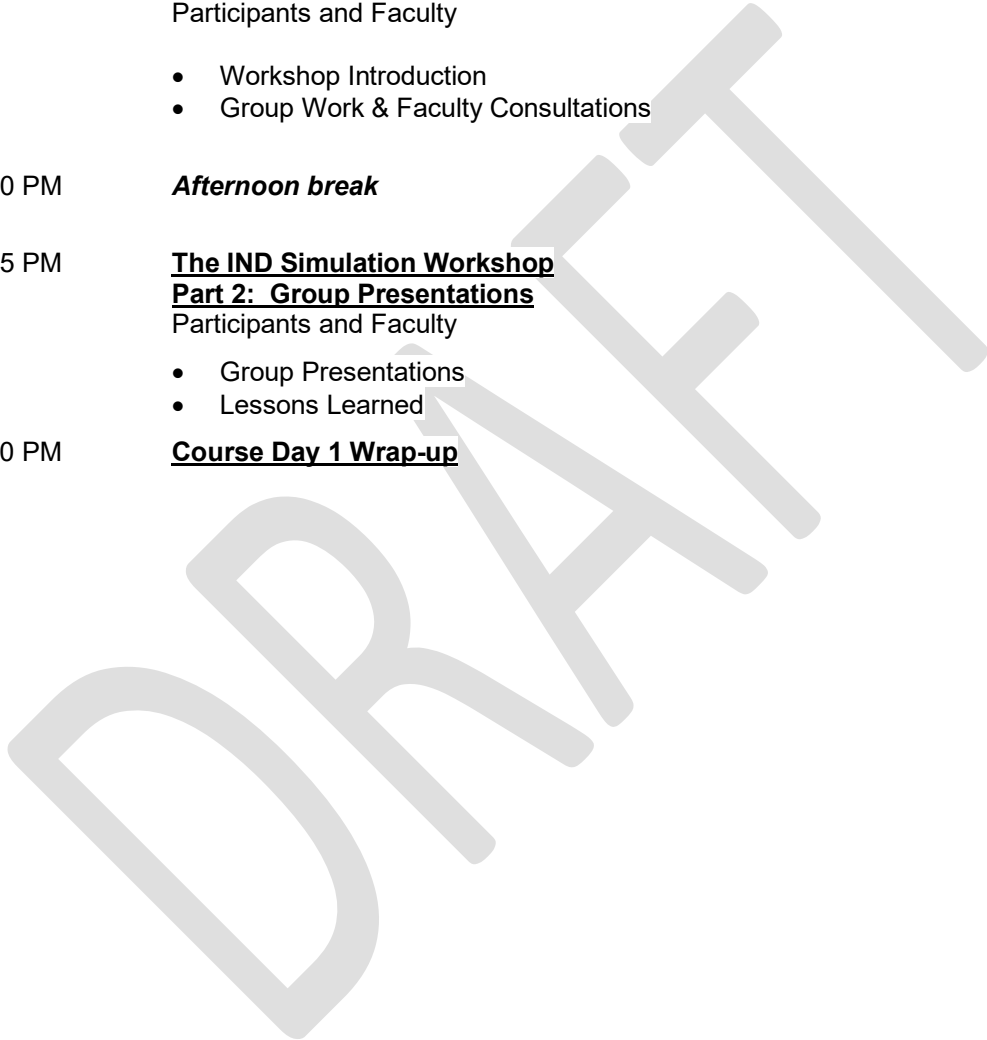 Participants and Faculty
• Workshop Introduction
• Group Work & Faculty Consultations
0 PM Afternoon break
5 PM The IND Simulation Workshop
Part 2: Group Presentations
Participants and Faculty
• Group Presentations
• Lessons Learned
0 PM Course Day 1 Wrap-up
DRAFT